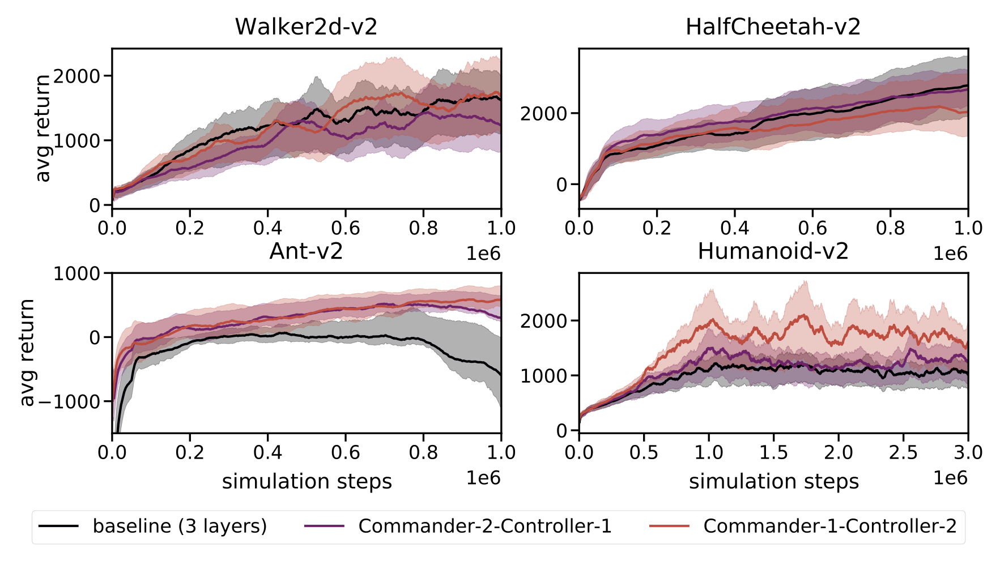 Walker2d-v2
HalfCheetah-v2
avg return
2000
1000
0
0.0 0.2 0.4 0.6 0.8 1.0
1e6
2000
0
0.0 0.2 0.4 0.6 0.8 1.0
1e6
Ant-v2
Humanoid-v2
avg return
1000
0
−1000
0.0 0.2 0.4 0.6 0.8 1.0
simulation steps
1e6
2000
1000
0
0.0 0.5 1.0 1.5 2.0 2.5 3.0
simulation steps
1e6
baseline (3 layers) Commander-2-Controller-1 Commander-1-Controller-2